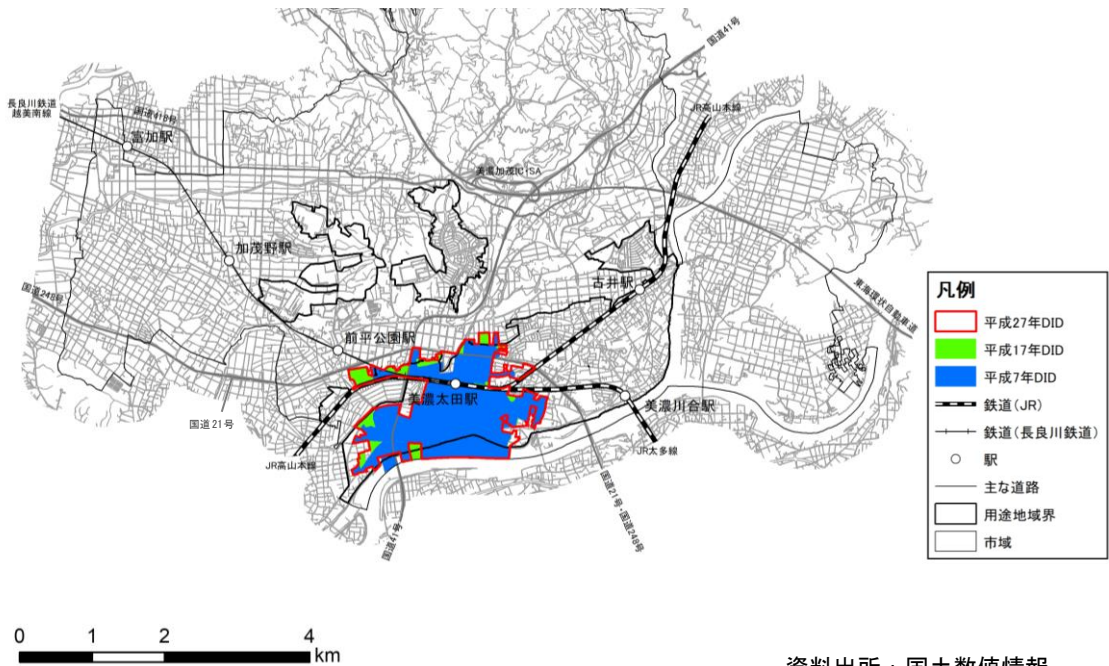 国道41号
JR高山本線
長良川鉄道
越美南線
国道418号
富加駅
美濃加茂IC・SA
加茂野駅
古井駅
国道248号
東海環状自動車道
前平公園駅
美濃太田駅
美濃川合駅
国道21号
JR高山本線
JR太多線
国道41号
国道21号・国道248号
凡例
平成27年DID
平成17年DID
平成7年DID
鉄道(JR)
鉄道(長良川鉄道)
駅
主な道路
用途地域界
市域
0 1 2 4
km
資料出所:国土数値情報